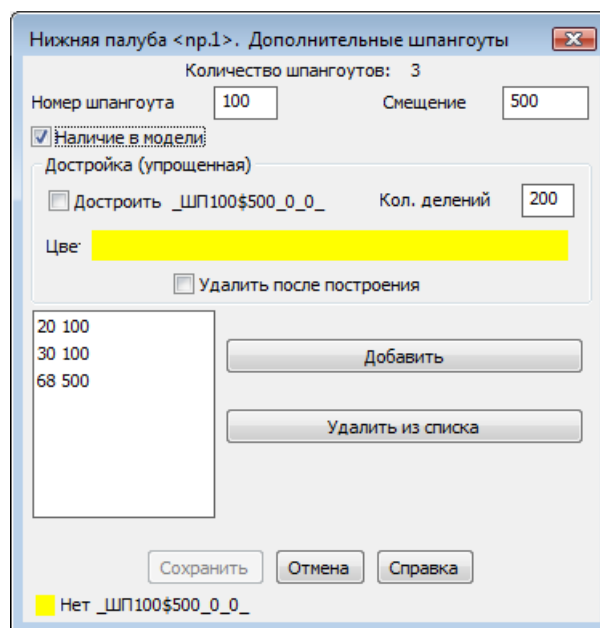 Нижняя палуба <пр.1>. Дополнительные шпангоуты
Количество шпангоутов: 3
Номер шпангоута 100 Смещение 500
Наличие в модели
Достройка (упрощенная)
Достроить _ШП100$500_0_0_ Кол. делений 200
Цве
Удалить после построения
20 100
30 100
68 500
Добавить
Удалить из списка
Сохранить Отмена Справка
Нет _ШП100$500_0_0_